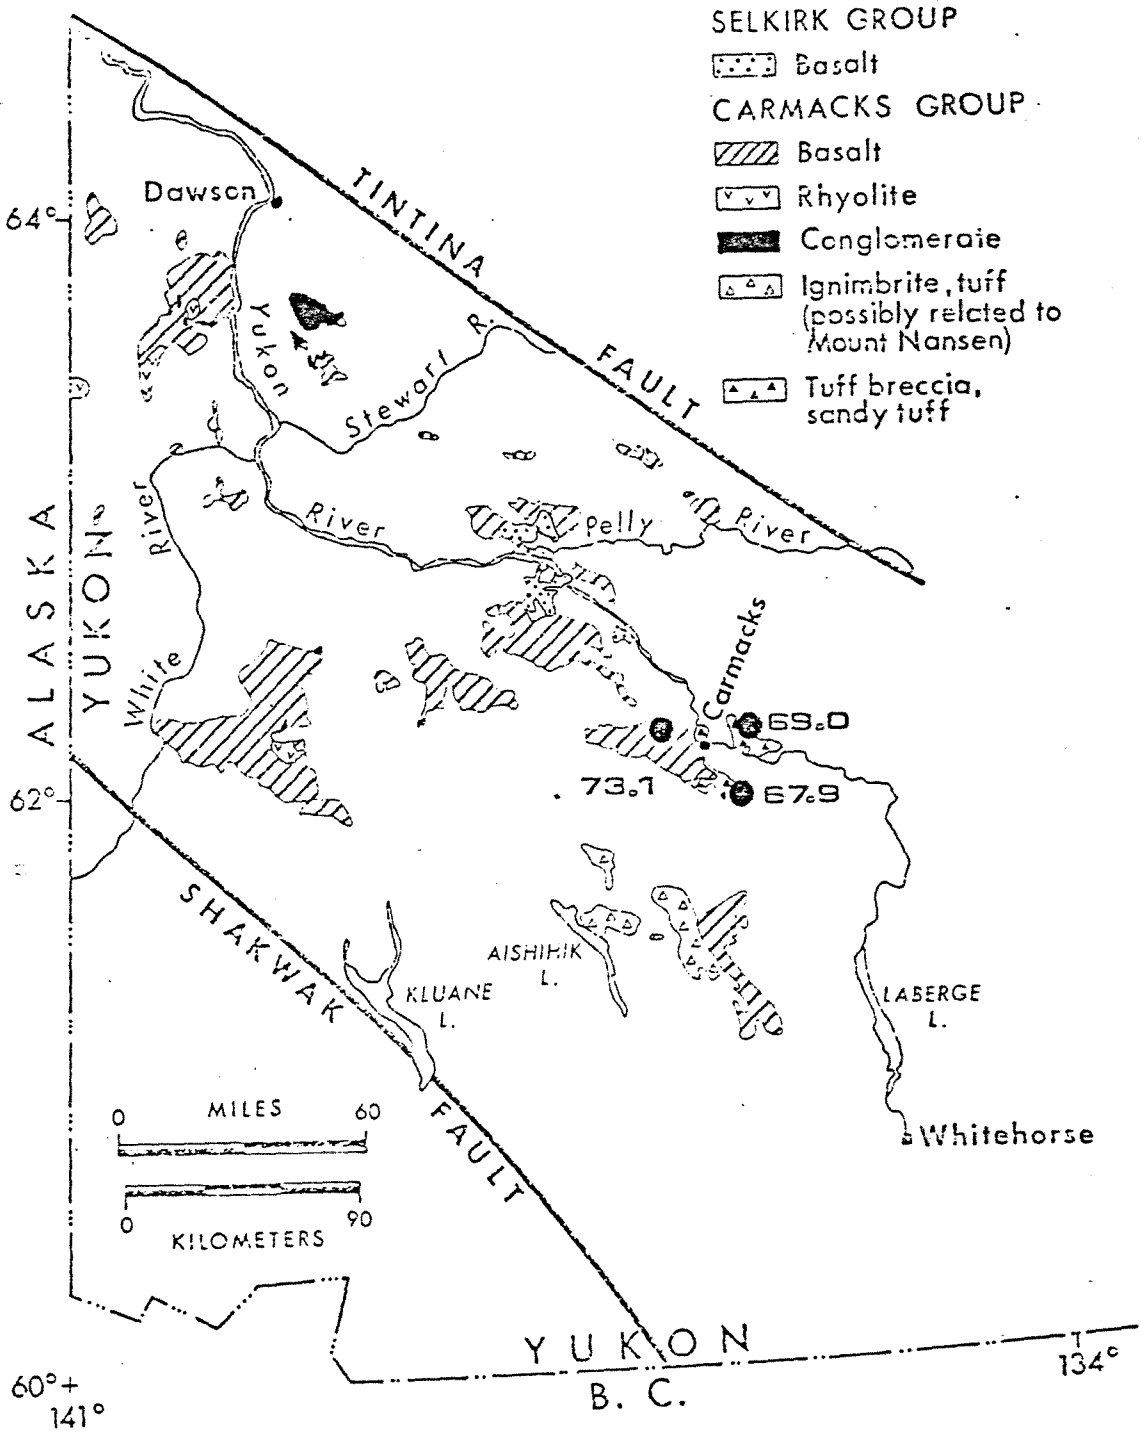 SELKIRK GROUP
Basalt
CARMACKS GROUP
Basalt
Rhyolite
Conglomerate
Ignimbrite, tuff
(possibly related to
Mount Nansen)
Tuff breccia,
sandy tuff
TINTINA
FAULT
Dawson
64°
Yukon
River
Stewart R.
Pelly River
White River
ALASKA
YUKON
Carmacks
69.0
73.1
67.9
62°
SHAKWAK
FAULT
KLUANE
L.
AISHIHIK
L.
LABERGE
L.
Whitehorse
0 MILES 60
0 90
KILOMETERS
YUKON
B. C.
60°+
141°
134°